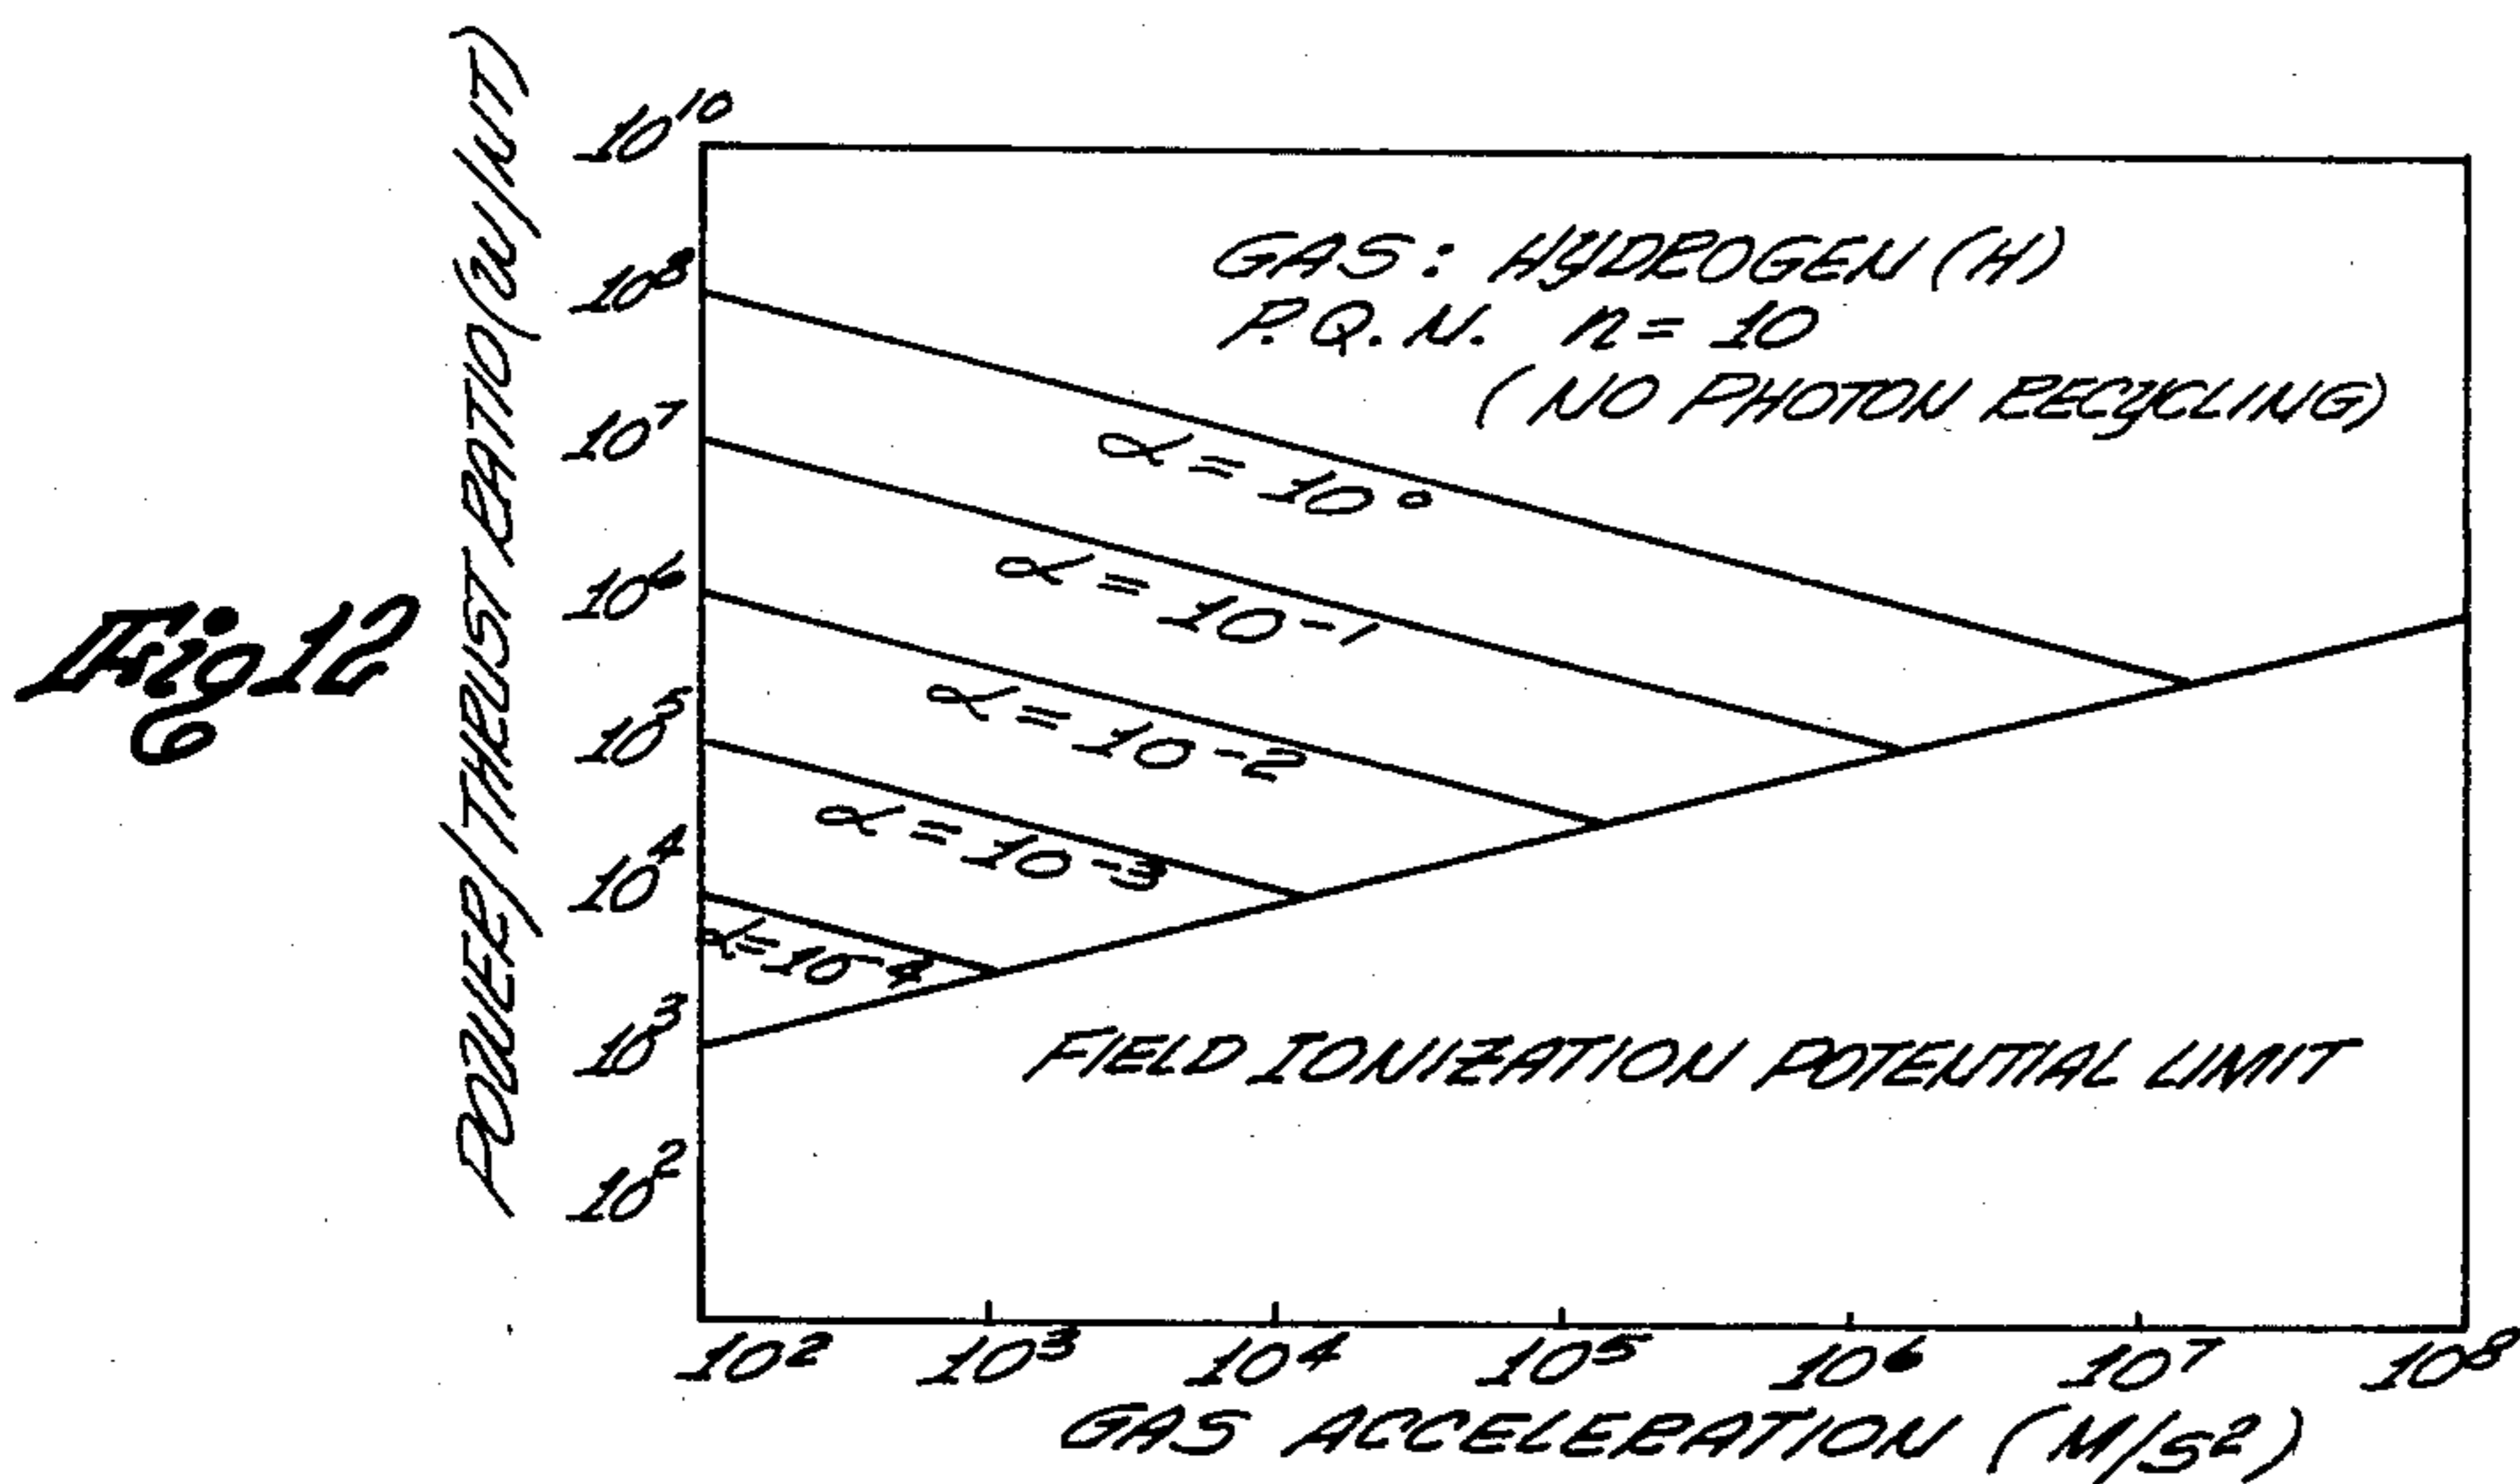 Fig 12
POWER/THRUST RATIO (W/NT)
10^10
10^8
10^7
10^6
10^5
10^4
10^3
10^2
GAS: HYDROGEN (H)
P.Q.N. n = 10
(NO PHOTON RECYCLING)
α = 10^0
α = 10^-1
α = 10^-2
α = 10^-3
α = 10^-4
FIELD IONIZATION POTENTIAL LIMIT
10^2 10^3 10^4 10^5 10^6 10^7 10^8
GAS ACCELERATION (M/S^2)